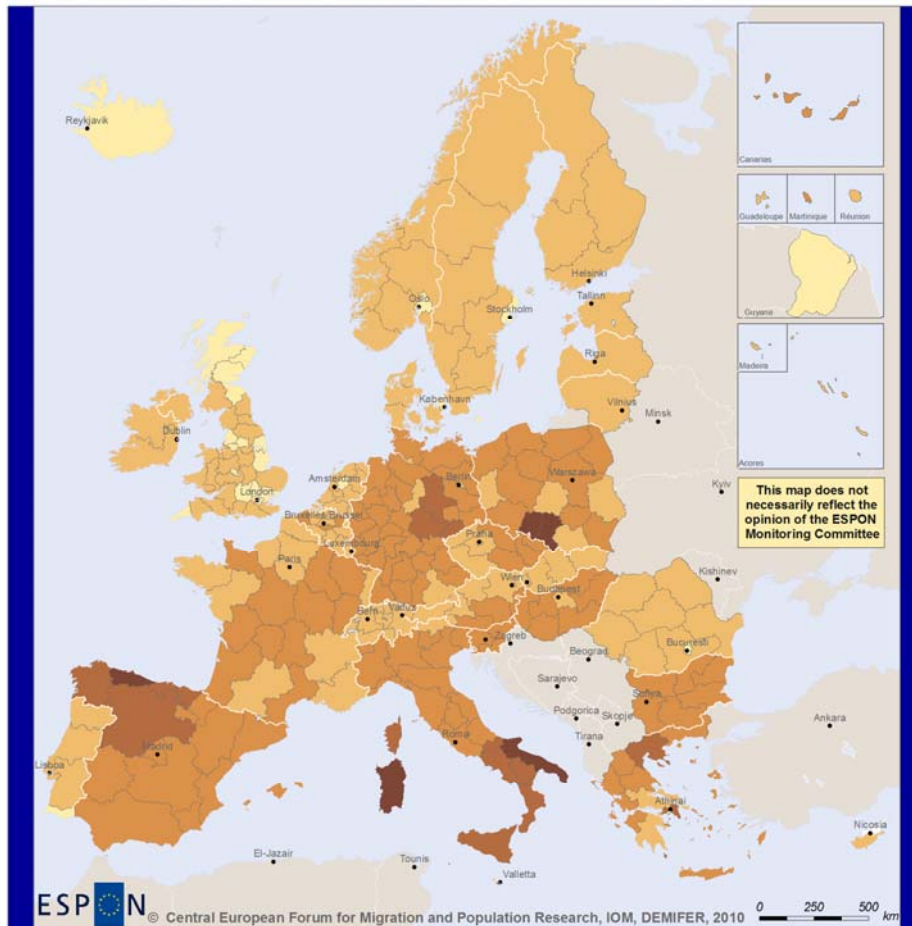 Reykjavik
Canarias
Guadeloupe
Martinique
Réunion
Guyana
Madeira
Acores
Helsinki
Oslo
Tallinn
Stockholm
Riga
København
Vilnius
Minsk
Dublin
Kyiv
Amsterdam
Berlin
Warszawa
London
Bruxelles/Brussel
This map does not
necessarily reflect the
opinion of the ESPON
Monitoring Committee
Luxembourg
Praha
Paris
Kishinev
Wien
Budapest
Bern
Vaduz
Zagreb
Bucuresti
Beograd
Sarajevo
Sofiya
Podgorica
Skopje
Roma
Tirana
Ankara
Madrid
Lisboa
Athinai
Nicosia
El-Jazair
Tounis
Valletta
ESPON
© Central European Forum for Migration and Population Research, IOM, DEMIFER, 2010
0 250 500
km